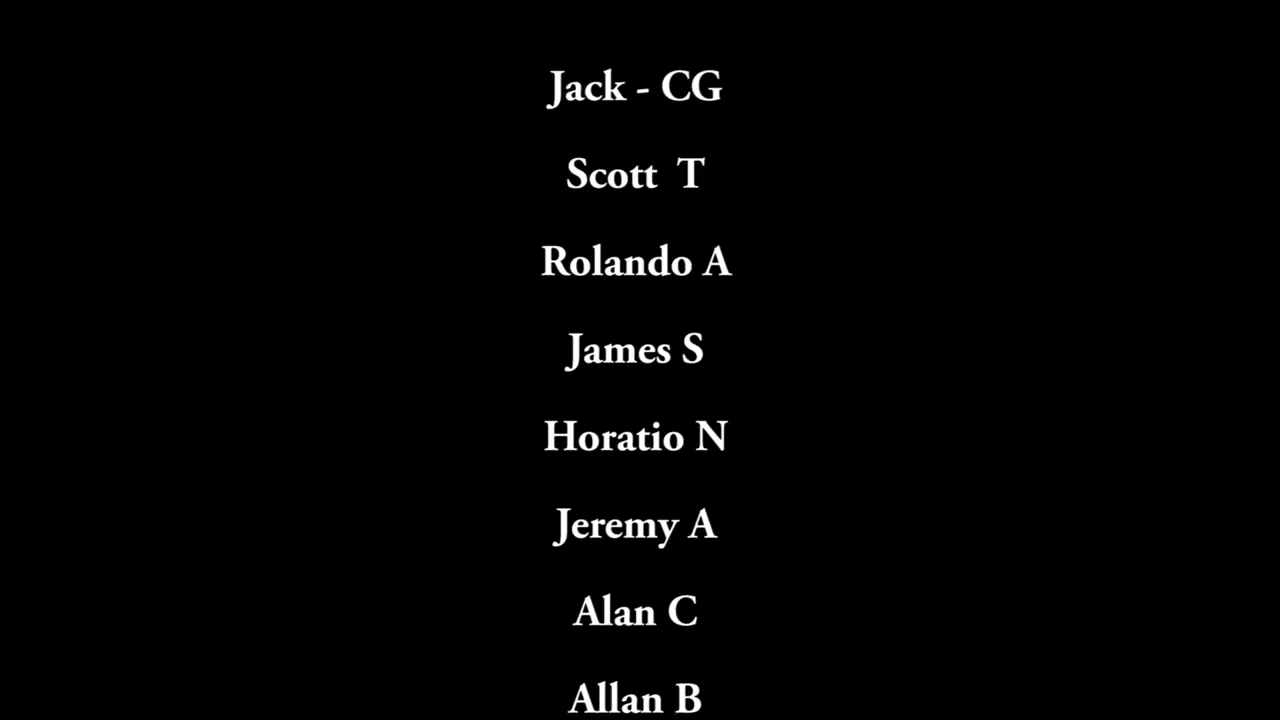 Jack - CG
Scott  T
Rolando A
James S
Horatio N
Jeremy A
Alan C
Allan B